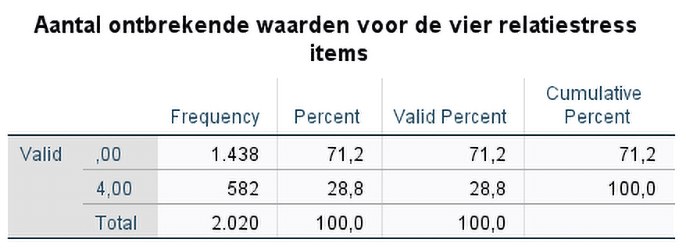 Aantal ontbrekende waarden voor de vier relatiestress
items
Frequency Percent Valid Percent Cumulative Percent
Valid ,00 1.438 71,2 71,2 71,2
4,00 582 28,8 28,8 100,0
Total 2.020 100,0 100,0